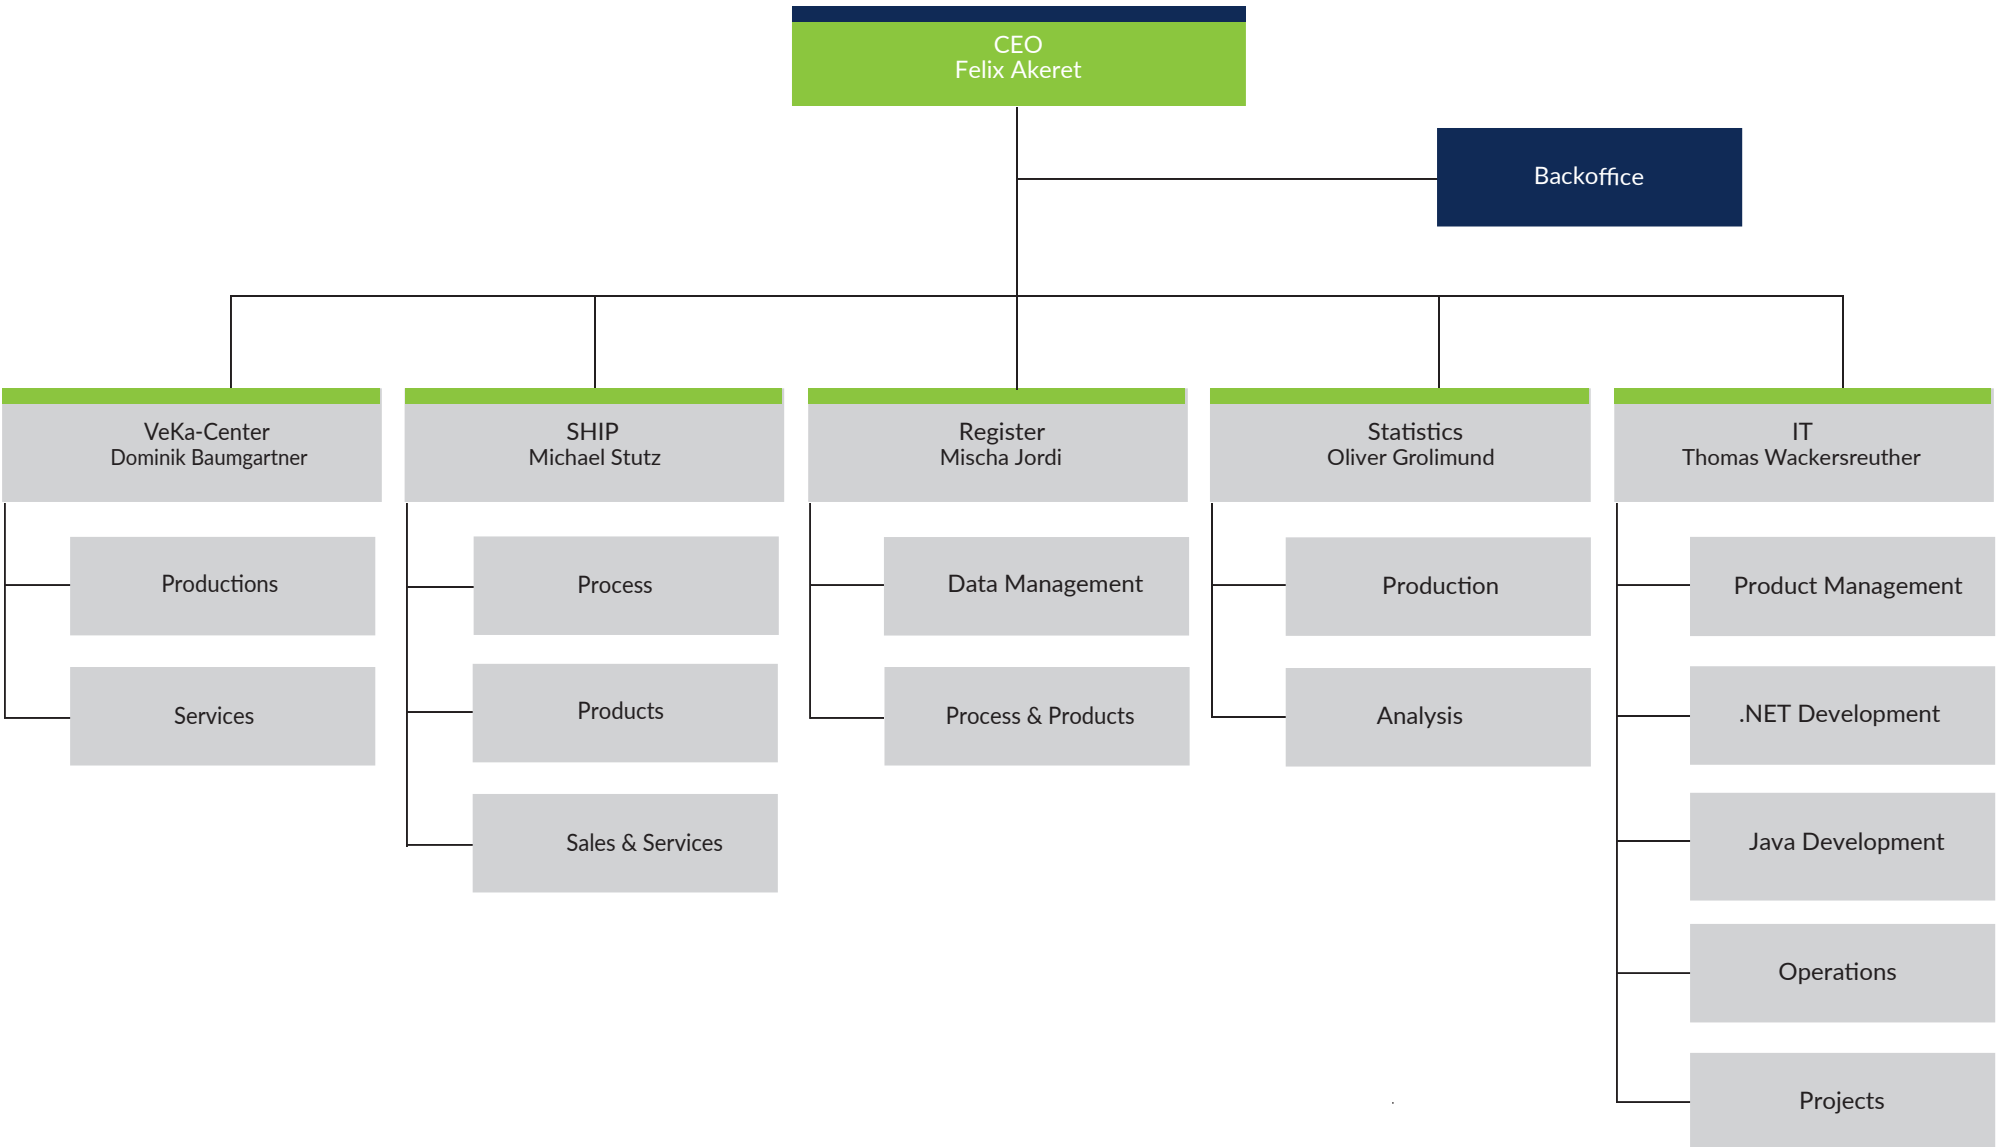 CEO
Felix Akeret
Backoffice
VeKa-Center
Dominik Baumgartner
Productions
Services
SHIP
Michael Stutz
Process
Products
Sales & Services
Register
Mischa Jordi
Data Management
Process & Products
Statistics
Oliver Grolimund
Production
Analysis
IT
Thomas Wackersreuther
Product Management
.NET Development
Java Development
Operations
Projects